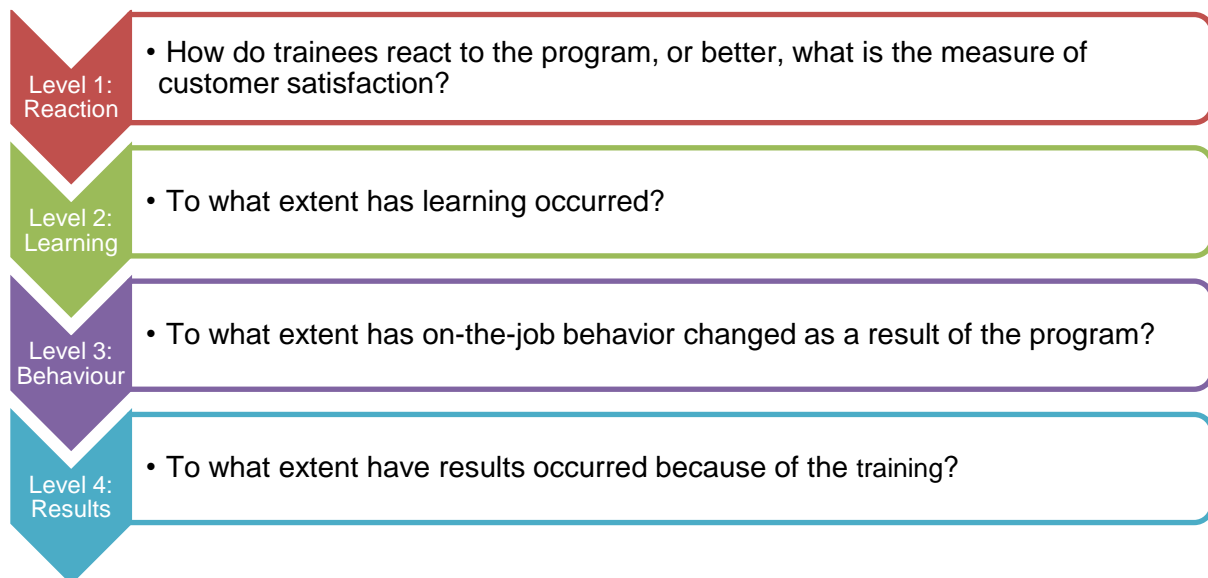 Level 1:
Reaction
• How do trainees react to the program, or better, what is the measure of
customer satisfaction?
Level 2:
Learning
• To what extent has learning occurred?
Level 3:
Behaviour
• To what extent has on-the-job behavior changed as a result of the program?
Level 4:
Results
• To what extent have results occurred because of the training?